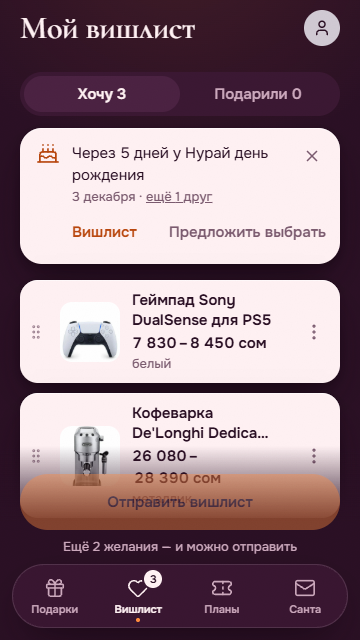 Мой вишлист
Хочу 3
Подарили 0
Через 5 дней у Нурай день
рождения
3 декабря · ещё 1 друг
Вишлист
Предложить выбрать
Геймпад Sony
DualSense для PS5
7 830 – 8 450 сом
белый
Кофеварка
De'Longhi Dedica...
26 080 –
28 390 сом
Отправить вишлист
Ещё 2 желания — и можно отправить
3
Подарки
Вишлист
Планы
Санта